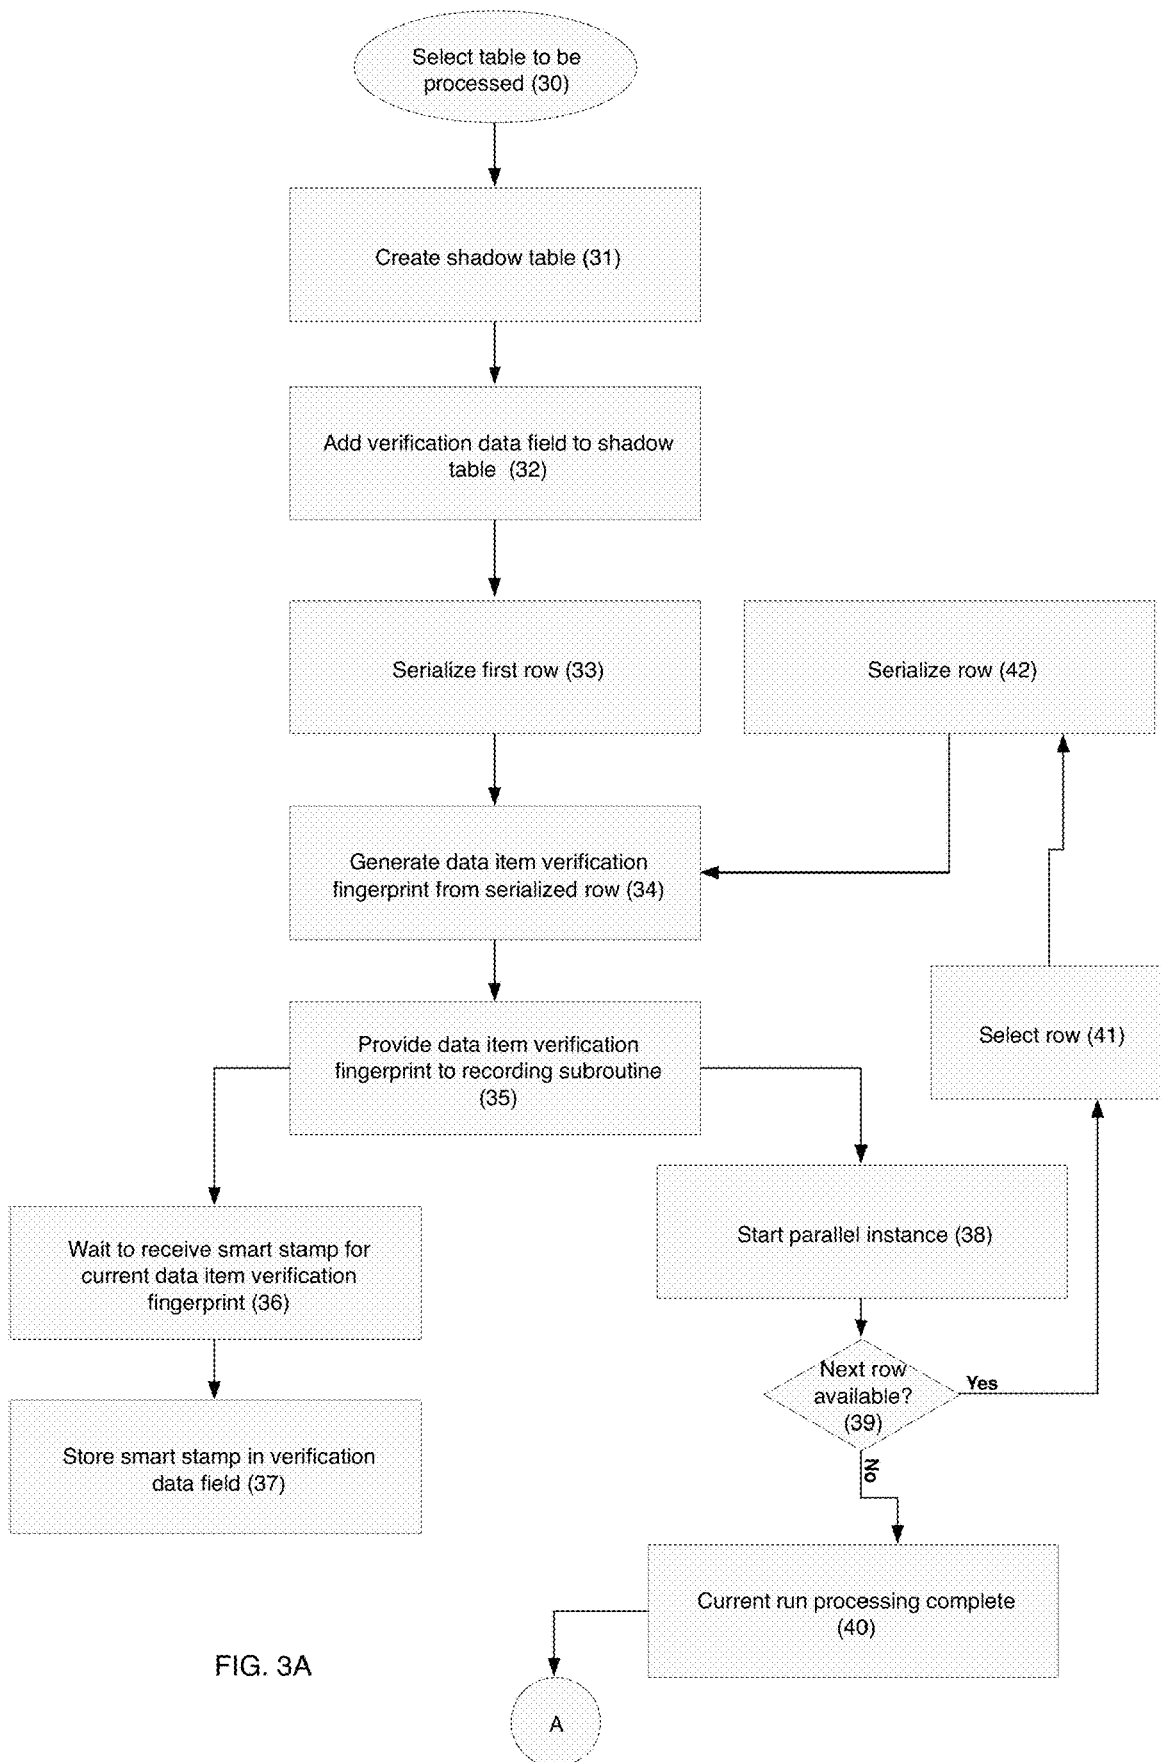 Select table to be
processed (30)
Create shadow table (31)
Add verification data field to shadow
table (32)
Serialize first row (33)
Serialize row (42)
Generate data item verification
fingerprint from serialized row (34)
Provide data item verification
fingerprint to recording subroutine
(35)
Select row (41)
Wait to receive smart stamp for
current data item verification
fingerprint (36)
Start parallel instance (38)
Next row
available?
(39)
Yes
No
Store smart stamp in verification
data field (37)
Current run processing complete
(40)
FIG. 3A
A